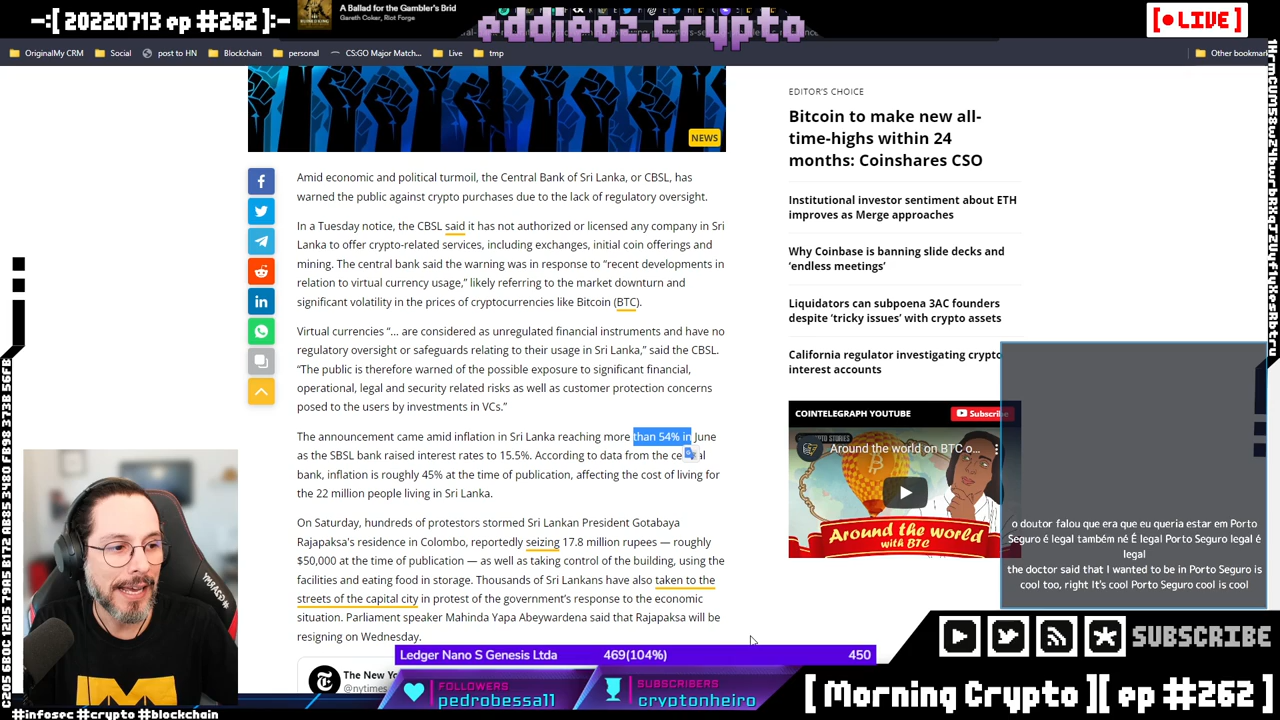 -:[ 20220713 ep #262 ]:-
A Ballad for the Gambler's Brid
Gareth Coker, Riot Forge
eddieoz.crypto
[ LIVE ]
OriginalMy CRM
Social
post to HN
Blockchain
personal
CS:GO Major Match...
Live
tmp
Other bookmar
NEWS
Amid economic and political turmoil, the Central Bank of Sri Lanka, or CBSL, has
warned the public against crypto purchases due to the lack of regulatory oversight.
In a Tuesday notice, the CBSL said it has not authorized or licensed any company in Sri
Lanka to offer crypto-related services, including exchanges, initial coin offerings and
mining. The central bank said the warning was in response to “recent developments in
relation to virtual currency usage,” likely referring to the market downturn and
significant volatility in the prices of cryptocurrencies like Bitcoin (BTC).
Virtual currencies “... are considered as unregulated financial instruments and have no
regulatory oversight or safeguards relating to their usage in Sri Lanka,” said the CBSL.
“The public is therefore warned of the possible exposure to significant financial,
operational, legal and security related risks as well as customer protection concerns
posed to the users by investments in VCs.”
The announcement came amid inflation in Sri Lanka reaching more than 54% in June
as the SBSL bank raised interest rates to 15.5%. According to data from the ce al
bank, inflation is roughly 45% at the time of publication, affecting the cost of living for
the 22 million people living in Sri Lanka.
On Saturday, hundreds of protestors stormed Sri Lankan President Gotabaya
Rajapaksa's residence in Colombo, reportedly seizing 17.8 million rupees — roughly
$50,000 at the time of publication — as well as taking control of the building, using the
facilities and eating food in storage. Thousands of Sri Lankans have also taken to the
streets of the capital city in protest of the government's response to the economic
situation. Parliament speaker Mahinda Yapa Abeywardena said that Rajapaksa will be
resigning on Wednesday.
The New Yo
@nytimes
EDITOR'S CHOICE
Bitcoin to make new all-
time-highs within 24
months: Coinshares CSO
Institutional investor sentiment about ETH
improves as Merge approaches
Why Coinbase is banning slide decks and
‘endless meetings’
Liquidators can subpoena 3AC founders
despite ‘tricky issues’ with crypto assets
California regulator investigating crypto
interest accounts
COINTELEGRAPH YOUTUBE
Subscribe
Around the world on BTC o...
Around the world
with BTC
o doutor falou que era que eu queria estar em Porto
Seguro é legal também né É legal Porto Seguro legal é
legal
the doctor said that I wanted to be in Porto Seguro is
cool too, right It's cool Porto Seguro cool is cool
Ledger Nano S Genesis Ltda 469(104%) 450
FOLLOWERS
pedrobessa11
SUBSCRIBERS
cryptonheiro
SUBSCRIBE
[ Morning Crypto ][ ep #262 ]
#infosec #crypto #blockchain